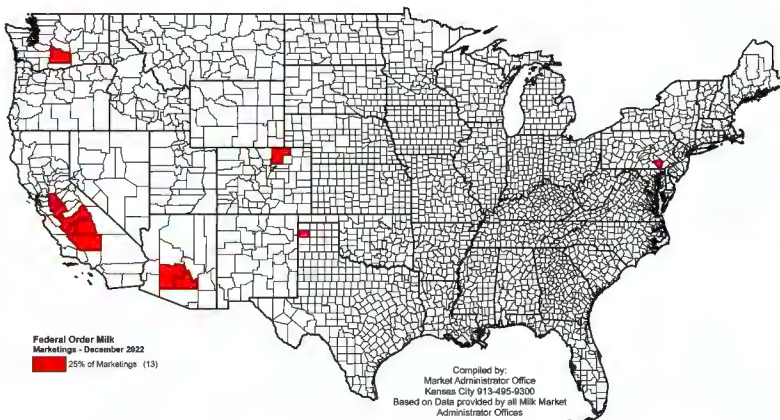 Federal Order Milk
Marketings - December 2022
25% of Marketings (13)
Compiled by:
Market Administrator Office
Kansas City 913-495-9300
Based on Data provided by all Milk Market
Administrator Offices